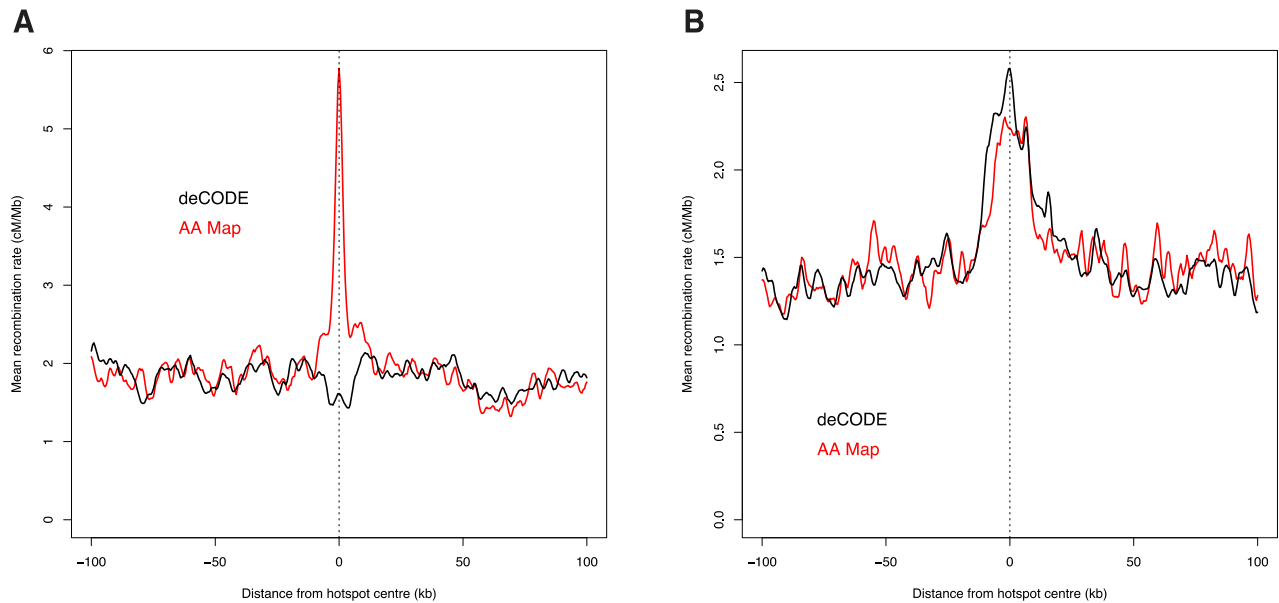 A
Mean recombination rate (cM/Mb)
6
5
4
3
2
1
0
deCODE
AA Map
−100
−50
0
50
100
Distance from hotspot centre (kb)
B
Mean recombination rate (cM/Mb)
2.5
2.0
1.5
1.0
0.5
0.0
deCODE
AA Map
−100
−50
0
50
100
Distance from hotspot centre (kb)